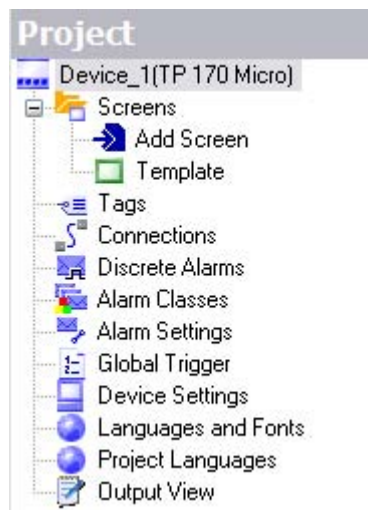 Project
Device_1(TP 170 Micro)
Screens
Add Screen
Template
Tags
Connections
Discrete Alarms
Alarm Classes
Alarm Settings
Global Trigger
Device Settings
Languages and Fonts
Project Languages
Output View